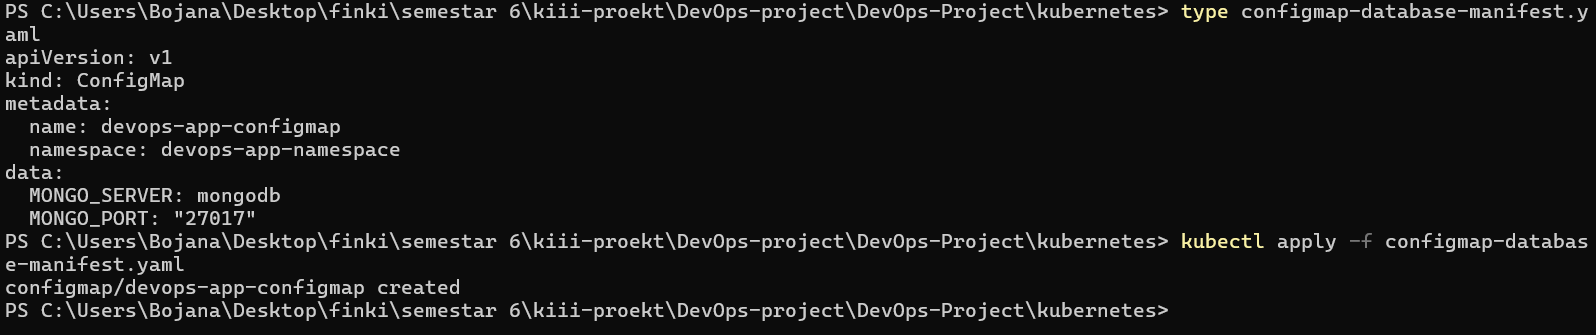 PS C:\Users\Bojana\Desktop\finki\semestar 6\kiii-proekt\DevOps-project\DevOps-Project\kubernetes> type configmap-database-manifest.y
aml
apiVersion: v1
kind: ConfigMap
metadata:
  name: devops-app-configmap
  namespace: devops-app-namespace
data:
  MONGO_SERVER: mongodb
  MONGO_PORT: "27017"
PS C:\Users\Bojana\Desktop\finki\semestar 6\kiii-proekt\DevOps-project\DevOps-Project\kubernetes> kubectl apply -f configmap-databas
e-manifest.yaml
configmap/devops-app-configmap created
PS C:\Users\Bojana\Desktop\finki\semestar 6\kiii-proekt\DevOps-project\DevOps-Project\kubernetes>